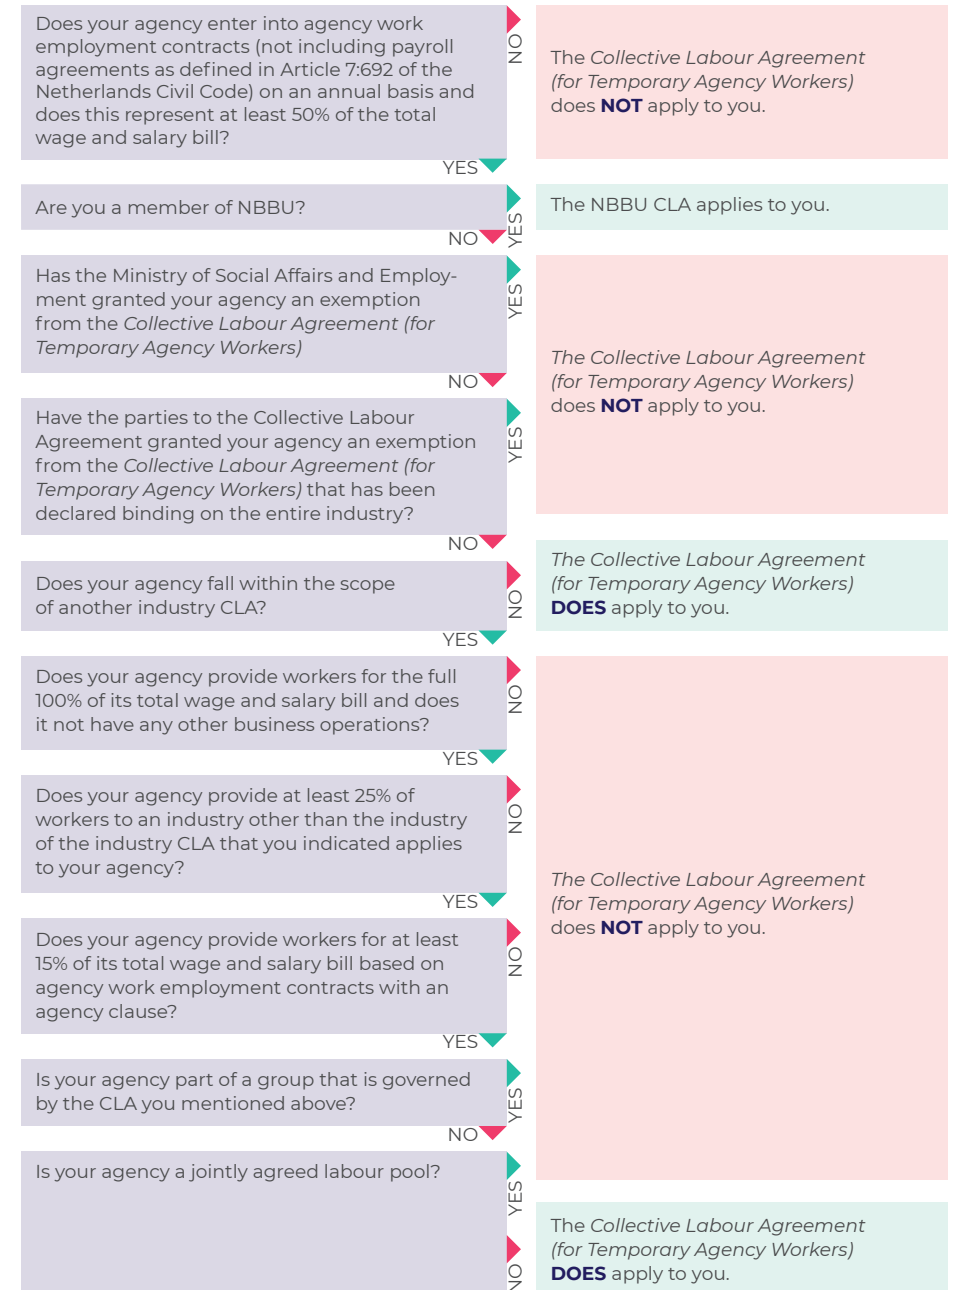 Does your agency enter into agency work
employment contracts (not including payroll
agreements as defined in Article 7:692 of the
Netherlands Civil Code) on an annual basis and
does this represent at least 50% of the total
wage and salary bill?
NO
The Collective Labour Agreement
(for Temporary Agency Workers)
does NOT apply to you.
YES
Are you a member of NBBU?
YES
The NBBU CLA applies to you.
NO
Has the Ministry of Social Affairs and Employ-
ment granted your agency an exemption
from the Collective Labour Agreement (for
Temporary Agency Workers)
YES
NO
The Collective Labour Agreement
(for Temporary Agency Workers)
does NOT apply to you.
Have the parties to the Collective Labour
Agreement granted your agency an exemption
from the Collective Labour Agreement (for
Temporary Agency Workers) that has been
declared binding on the entire industry?
YES
NO
Does your agency fall within the scope
of another industry CLA?
NO
The Collective Labour Agreement
(for Temporary Agency Workers)
DOES apply to you.
YES
Does your agency provide workers for the full
100% of its total wage and salary bill and does
it not have any other business operations?
NO
YES
Does your agency provide at least 25% of
workers to an industry other than the industry
of the industry CLA that you indicated applies
to your agency?
NO
YES
The Collective Labour Agreement
(for Temporary Agency Workers)
does NOT apply to you.
Does your agency provide workers for at least
15% of its total wage and salary bill based on
agency work employment contracts with an
agency clause?
NO
YES
Is your agency part of a group that is governed
by the CLA you mentioned above?
YES
NO
Is your agency a jointly agreed labour pool?
YES
NO
The Collective Labour Agreement
(for Temporary Agency Workers)
DOES apply to you.